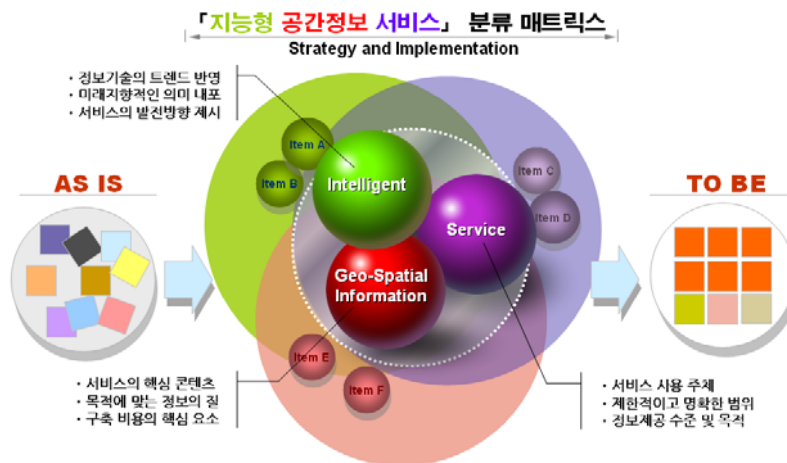 「지능형 공간정보 서비스」 분류 매트릭스
Strategy and Implementation
· 정보기술의 트렌드 반영
· 미래지향적인 의미 내포
· 서비스의 발전방향 제시
Item A
Item B
Intelligent
Item C
Item D
AS IS
TO BE
Service
Geo-Spatial
Information
Item E
Item F
· 서비스의 핵심 콘텐츠
· 목적에 맞는 정보의 질
· 구축 비용의 핵심 요소
· 서비스 사용 주체
· 제한적이고 명확한 범위
· 정보제공 수준 및 목적